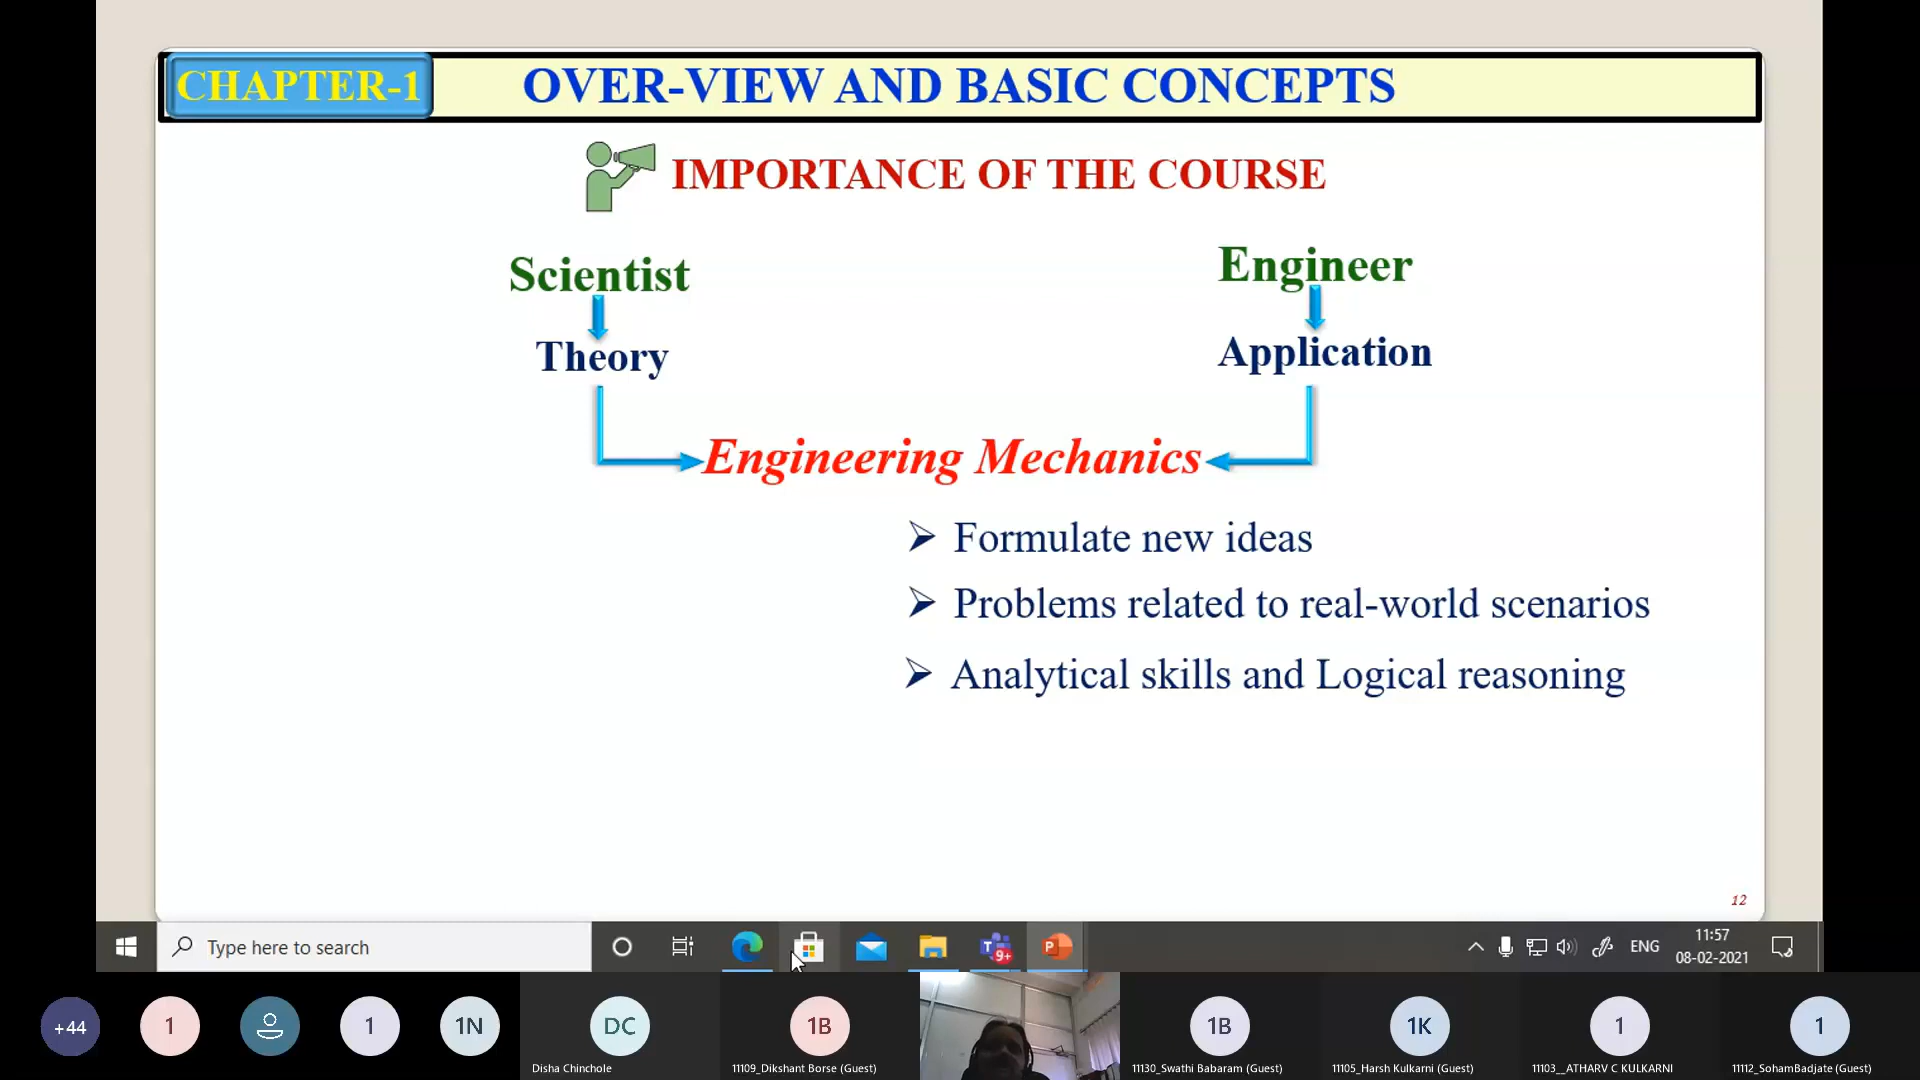 CHAPTER-1
OVER-VIEW AND BASIC CONCEPTS
IMPORTANCE OF THE COURSE
Scientist
Engineer
Theory
Application
Engineering Mechanics
➢ Formulate new ideas
➢ Problems related to real-world scenarios
➢ Analytical skills and Logical reasoning
12
Type here to search
9+
ENG
11:57
08-02-2021
+44
1
1
1N
DC
1B
1B
1K
1
1
Disha Chinchole
11109_Dikshant Borse (Guest)
11130_Swathi Babaram (Guest)
11105_Harsh Kulkarni (Guest)
11103__ATHARV C KULKARNI
11112_SohamBadjate (Guest)